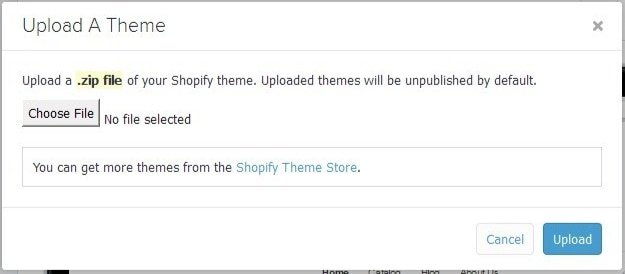 Upload A Theme ×
Upload a .zip file of your Shopify theme. Uploaded themes will be unpublished by default.
Choose File No file selected
You can get more themes from the Shopify Theme Store.
Cancel Upload
Home Catalog Blog About Us